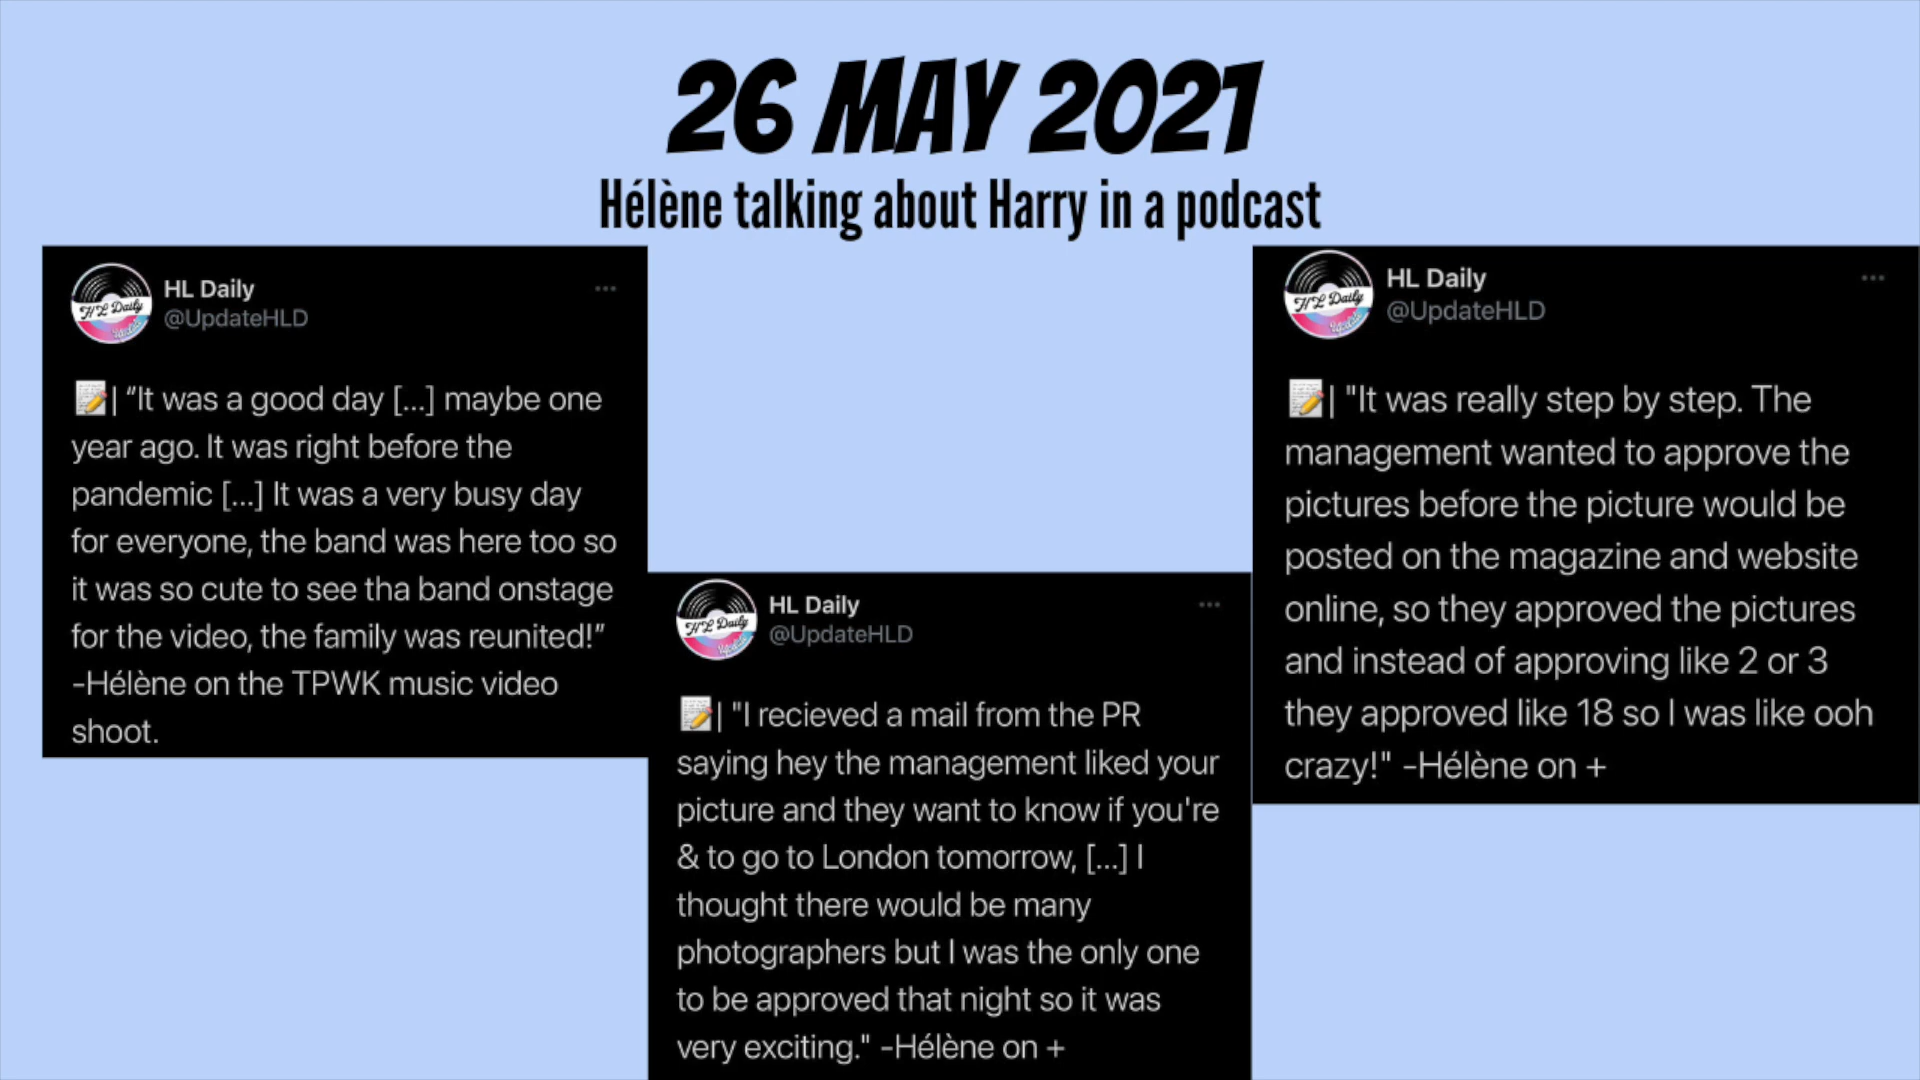 26 MAY 2021
Hélène talking about Harry in a podcast
HL Daily
@UpdateHLD
📝| “It was a good day [...] maybe one
year ago. It was right before the
pandemic [...] It was a very busy day
for everyone, the band was here too so
it was so cute to see tha band onstage
for the video, the family was reunited!”
-Hélène on the TPWK music video
shoot.
HL Daily
@UpdateHLD
📝| "I recieved a mail from the PR
saying hey the management liked your
picture and they want to know if you're
& to go to London tomorrow, [...] I
thought there would be many
photographers but I was the only one
to be approved that night so it was
very exciting." -Hélène on +
HL Daily
@UpdateHLD
📝| "It was really step by step. The
management wanted to approve the
pictures before the picture would be
posted on the magazine and website
online, so they approved the pictures
and instead of approving like 2 or 3
they approved like 18 so I was like ooh
crazy!" -Hélène on +